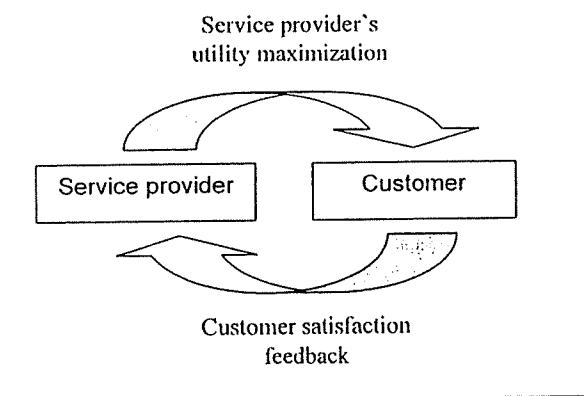 Service provider`s
utility maximization
Service provider
Customer
Customer satisfaction
feedback